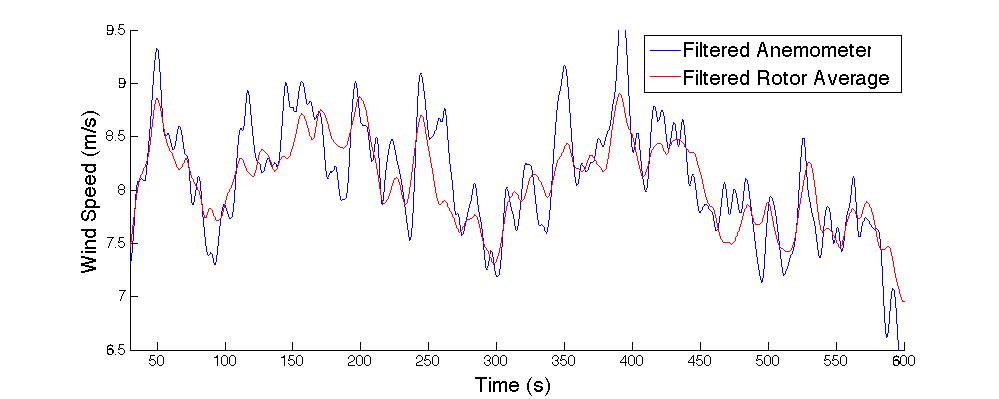 9.5
9
8.5
8
7.5
7
6.5
Wind Speed (m/s)
Filtered Anemometer
Filtered Rotor Average
50 100 150 200 250 300 350 400 450 500 550 600
Time (s)